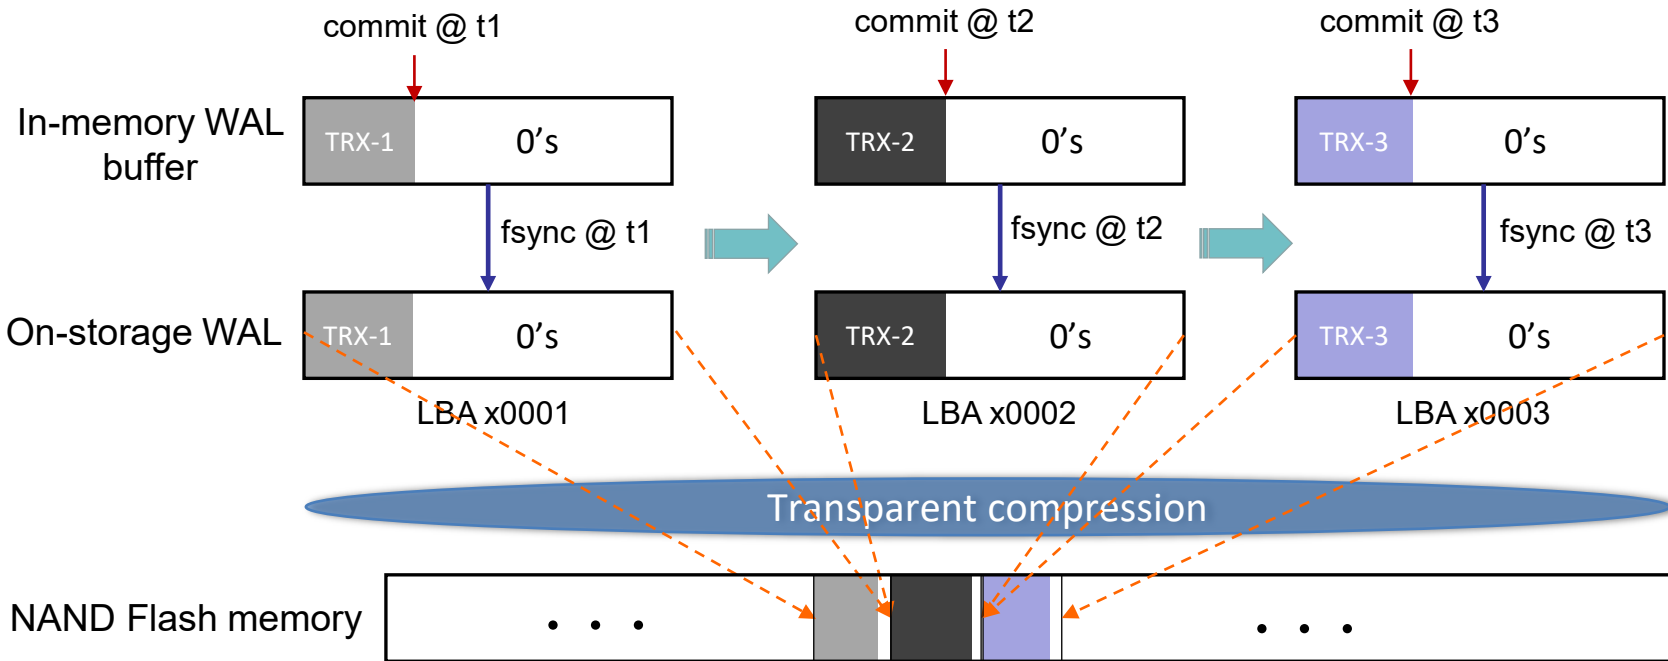 commit @ t1
commit @ t2
commit @ t3
In-memory WAL
buffer
TRX-1
0's
TRX-2
0's
TRX-3
0's
fsync @ t1
fsync @ t2
fsync @ t3
On-storage WAL
TRX-1
0's
TRX-2
0's
TRX-3
0's
LBA x0001
LBA x0002
LBA x0003
Transparent compression
NAND Flash memory
. . .
. . .